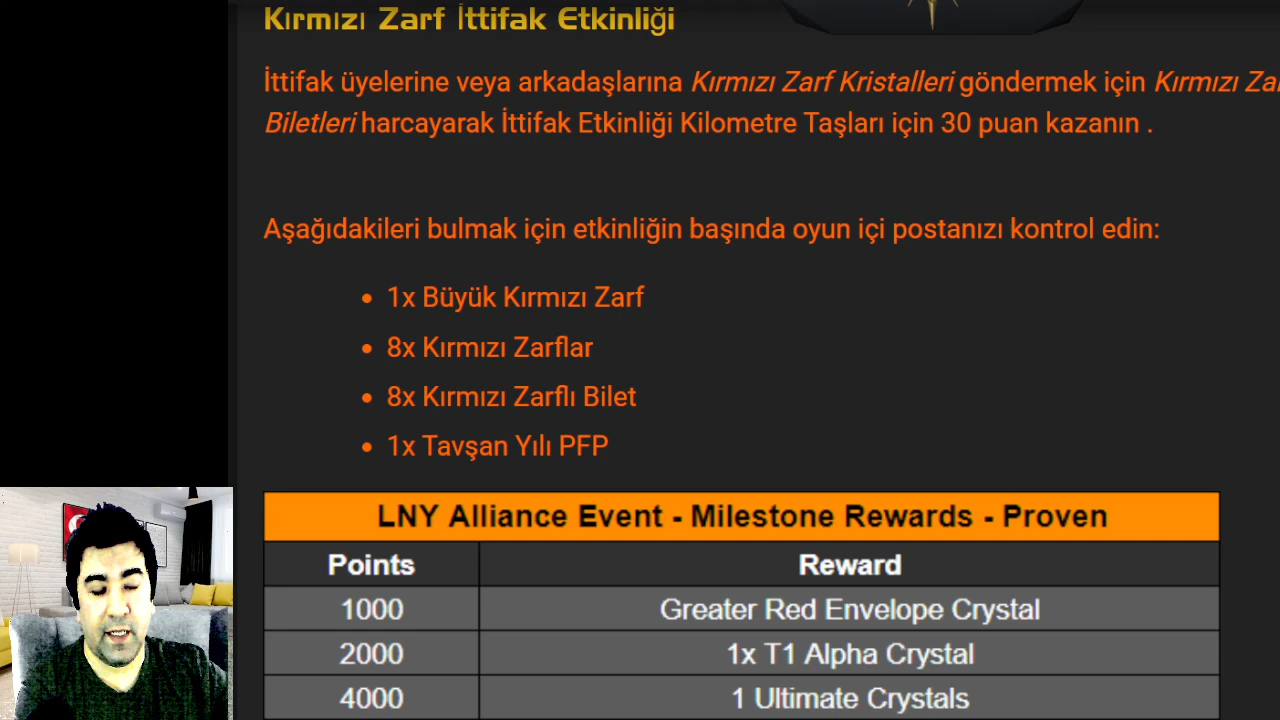 Kırmızı Zarf İttifak Etkinliği
İttifak üyelerine veya arkadaşlarına Kırmızı Zarf Kristalleri göndermek için Kırmızı
Biletleri harcayarak İttifak Etkinliği Kilometre Taşları için 30 puan kazanın .
Aşağıdakileri bulmak için etkinliğin başında oyun içi postanızı kontrol edin:
• 1x Büyük Kırmızı Zarf
• 8x Kırmızı Zarflar
• 8x Kırmızı Zarflı Bilet
• 1x Tavşan Yılı PFP
LNY Alliance Event - Milestone Rewards - Proven
Points Reward
1000 Greater Red Envelope Crystal
2000 1x T1 Alpha Crystal
4000 1 Ultimate Crystals